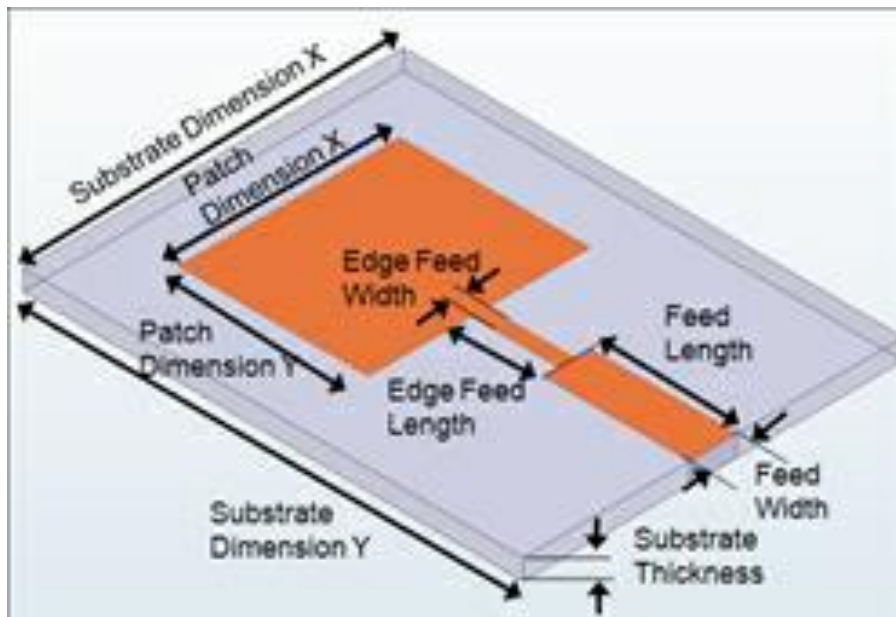 Substrate Dimension X
Patch
Dimension X
Edge Feed
Width
Feed
Length
Patch
Dimension Y
Edge Feed
Length
Feed
Width
Substrate
Dimension Y
Substrate
Thickness